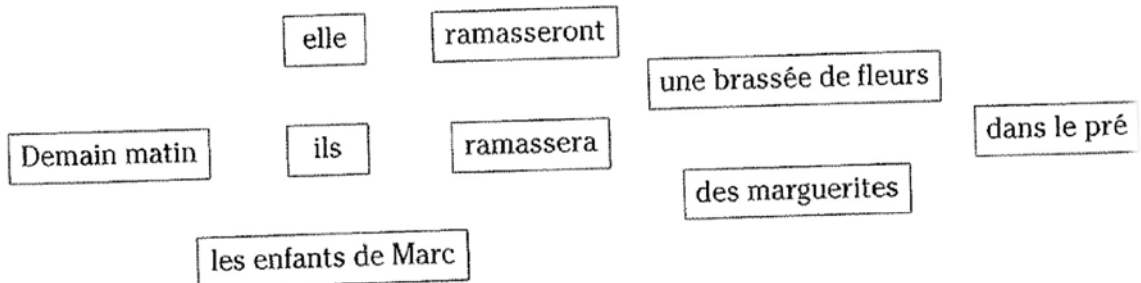 elle
ramasseront
une brassée de fleurs
dans le pré
Demain matin
ils
ramassera
des marguerites
les enfants de Marc